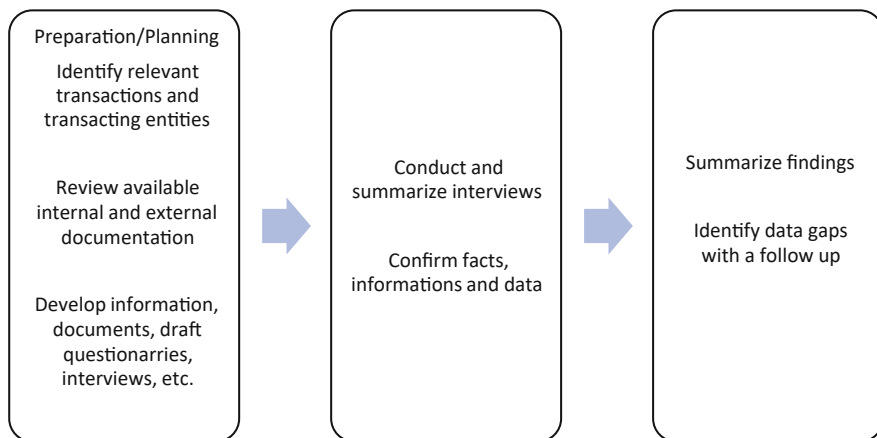 Preparation/Planning
Identify relevant
transactions and
transacting entities
Review available
internal and external
documentation
Develop information,
documents, draft
questionarries,
interviews, etc.
Conduct and
summarize interviews
Confirm facts,
informations and data
Summarize findings
Identify data gaps
with a follow up